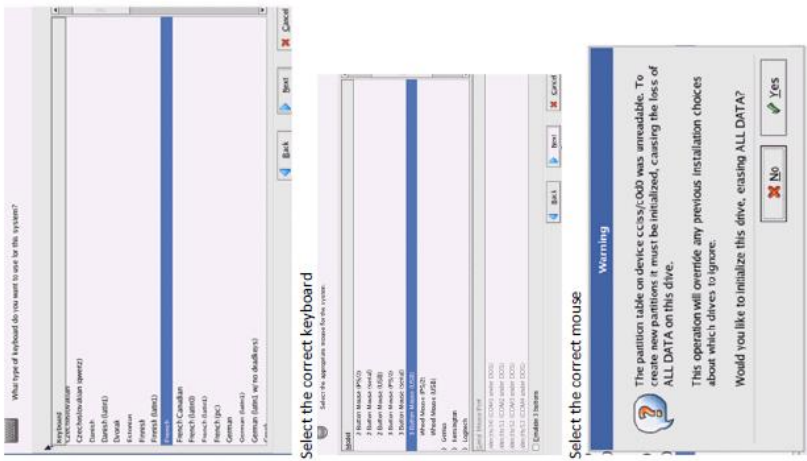 What type of keyboard do you want to use for this system?
Keyboard
Czechoslovakian
Czechoslovakian (qwertz)
Danish
Danish (latin1)
Dvorak
Estonian
Finnish
Finnish (latin1)
French
French Canadian
French (latin0)
French (latin1)
French (pc)
German
German (latin1)
German (latin1 w/ no deadkeys)
Greek
Back
Next
Cancel
Select the correct keyboard
Select the appropriate mouse for the system.
Model
2 Button Mouse (PS/2)
2 Button Mouse (serial)
2 Button Mouse (USB)
3 Button Mouse (PS/2)
3 Button Mouse (serial)
3 Button Mouse (USB)
Wheel Mouse (PS/2)
Wheel Mouse (USB)
Genius
Kensington
Logitech
Back
Next
Cancel
Emulate 3 buttons
Select the correct mouse
Warning
The partition table on device cciss/c0d0 was unreadable. To
create new partitions it must be initialized, causing the loss of
ALL DATA on this drive.
This operation will override any previous installation choices
about which drives to ignore.
Would you like to initialize this drive, erasing ALL DATA?
No
Yes